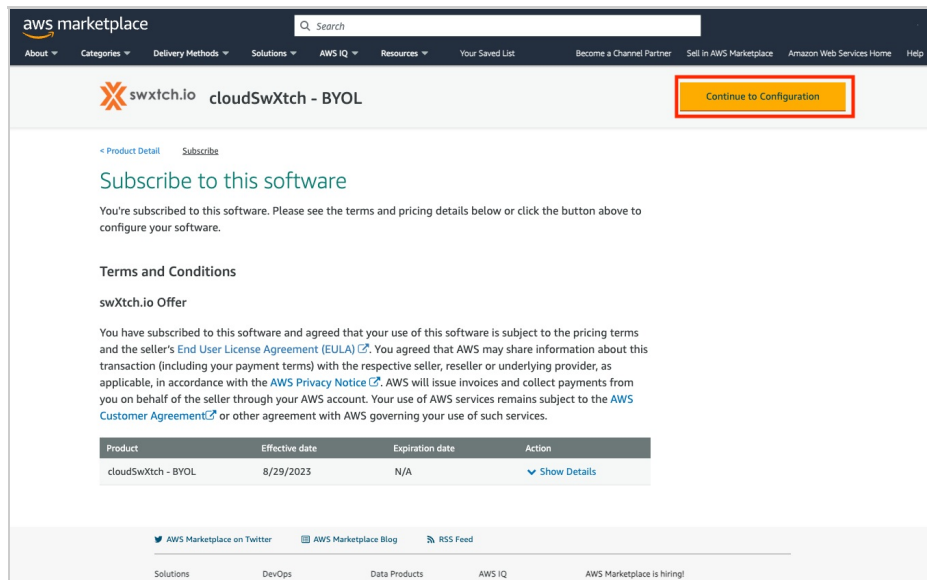 aws marketplace
Search
About
Categories
Delivery Methods
Solutions
AWS IQ
Resources
Your Saved List
Become a Channel Partner
Sell in AWS Marketplace
Amazon Web Services Home
Help
swxtch.io
cloudSwXtch - BYOL
Continue to Configuration
< Product Detail
Subscribe
Subscribe to this software
You're subscribed to this software. Please see the terms and pricing details below or click the button above to
configure your software.
Terms and Conditions
swXtch.io Offer
You have subscribed to this software and agreed that your use of this software is subject to the pricing terms
and the seller's End User License Agreement (EULA). You agreed that AWS may share information about this
transaction (including your payment terms) with the respective seller, reseller or underlying provider, as
applicable, in accordance with the AWS Privacy Notice. AWS will issue invoices and collect payments from
you on behalf of the seller through your AWS account. Your use of AWS services remains subject to the AWS
Customer Agreement or other agreement with AWS governing your use of such services.
Product Effective date Expiration date Action
cloudSwXtch - BYOL 8/29/2023 N/A Show Details
AWS Marketplace on Twitter AWS Marketplace Blog RSS Feed
Solutions DevOps Data Products AWS IQ AWS Marketplace is hiring!